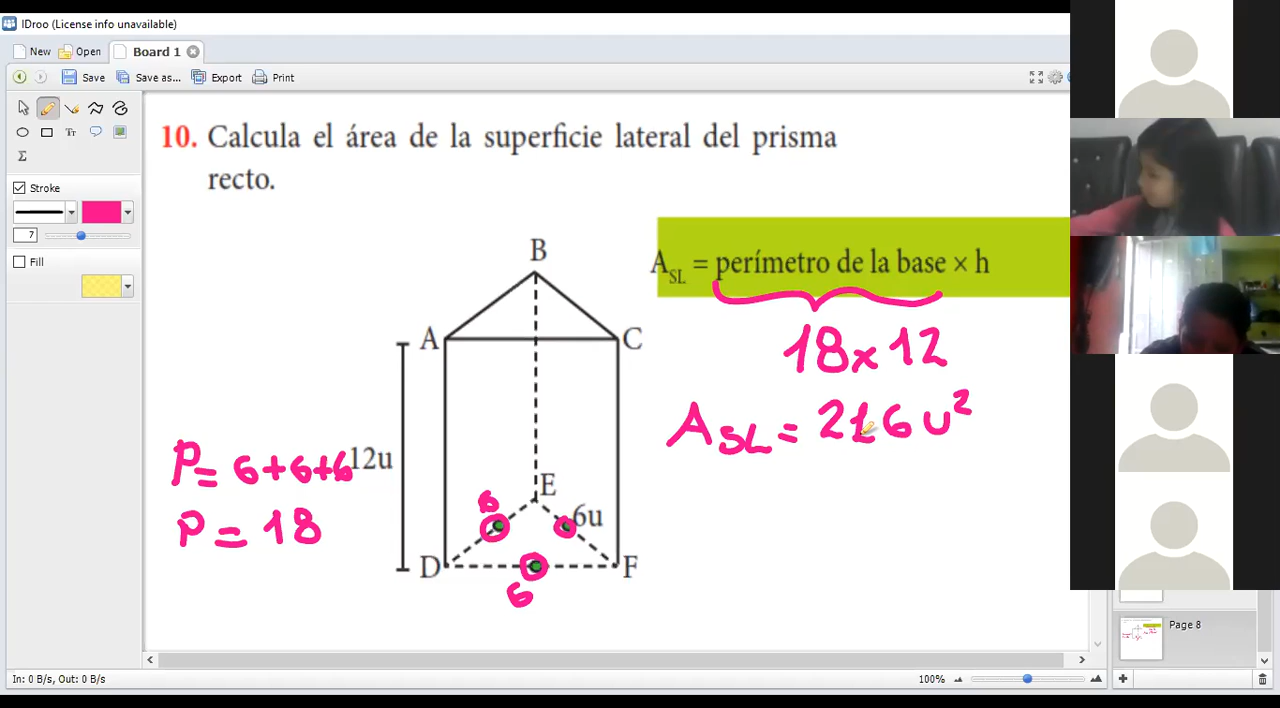 IDroo (License info unavailable)
New Open Board 1
Save Save as... Export Print
10. Calcula el área de la superficie lateral del prisma
recto.
Stroke
7
Fill
A_SL = perímetro de la base × h
18 x 12
A_SL = 216 u²
B
A
C
12u
P= 6+6+6
P = 18
E
6
6u
D
F
6
Page 8
In: 0 B/s, Out: 0 B/s
100%